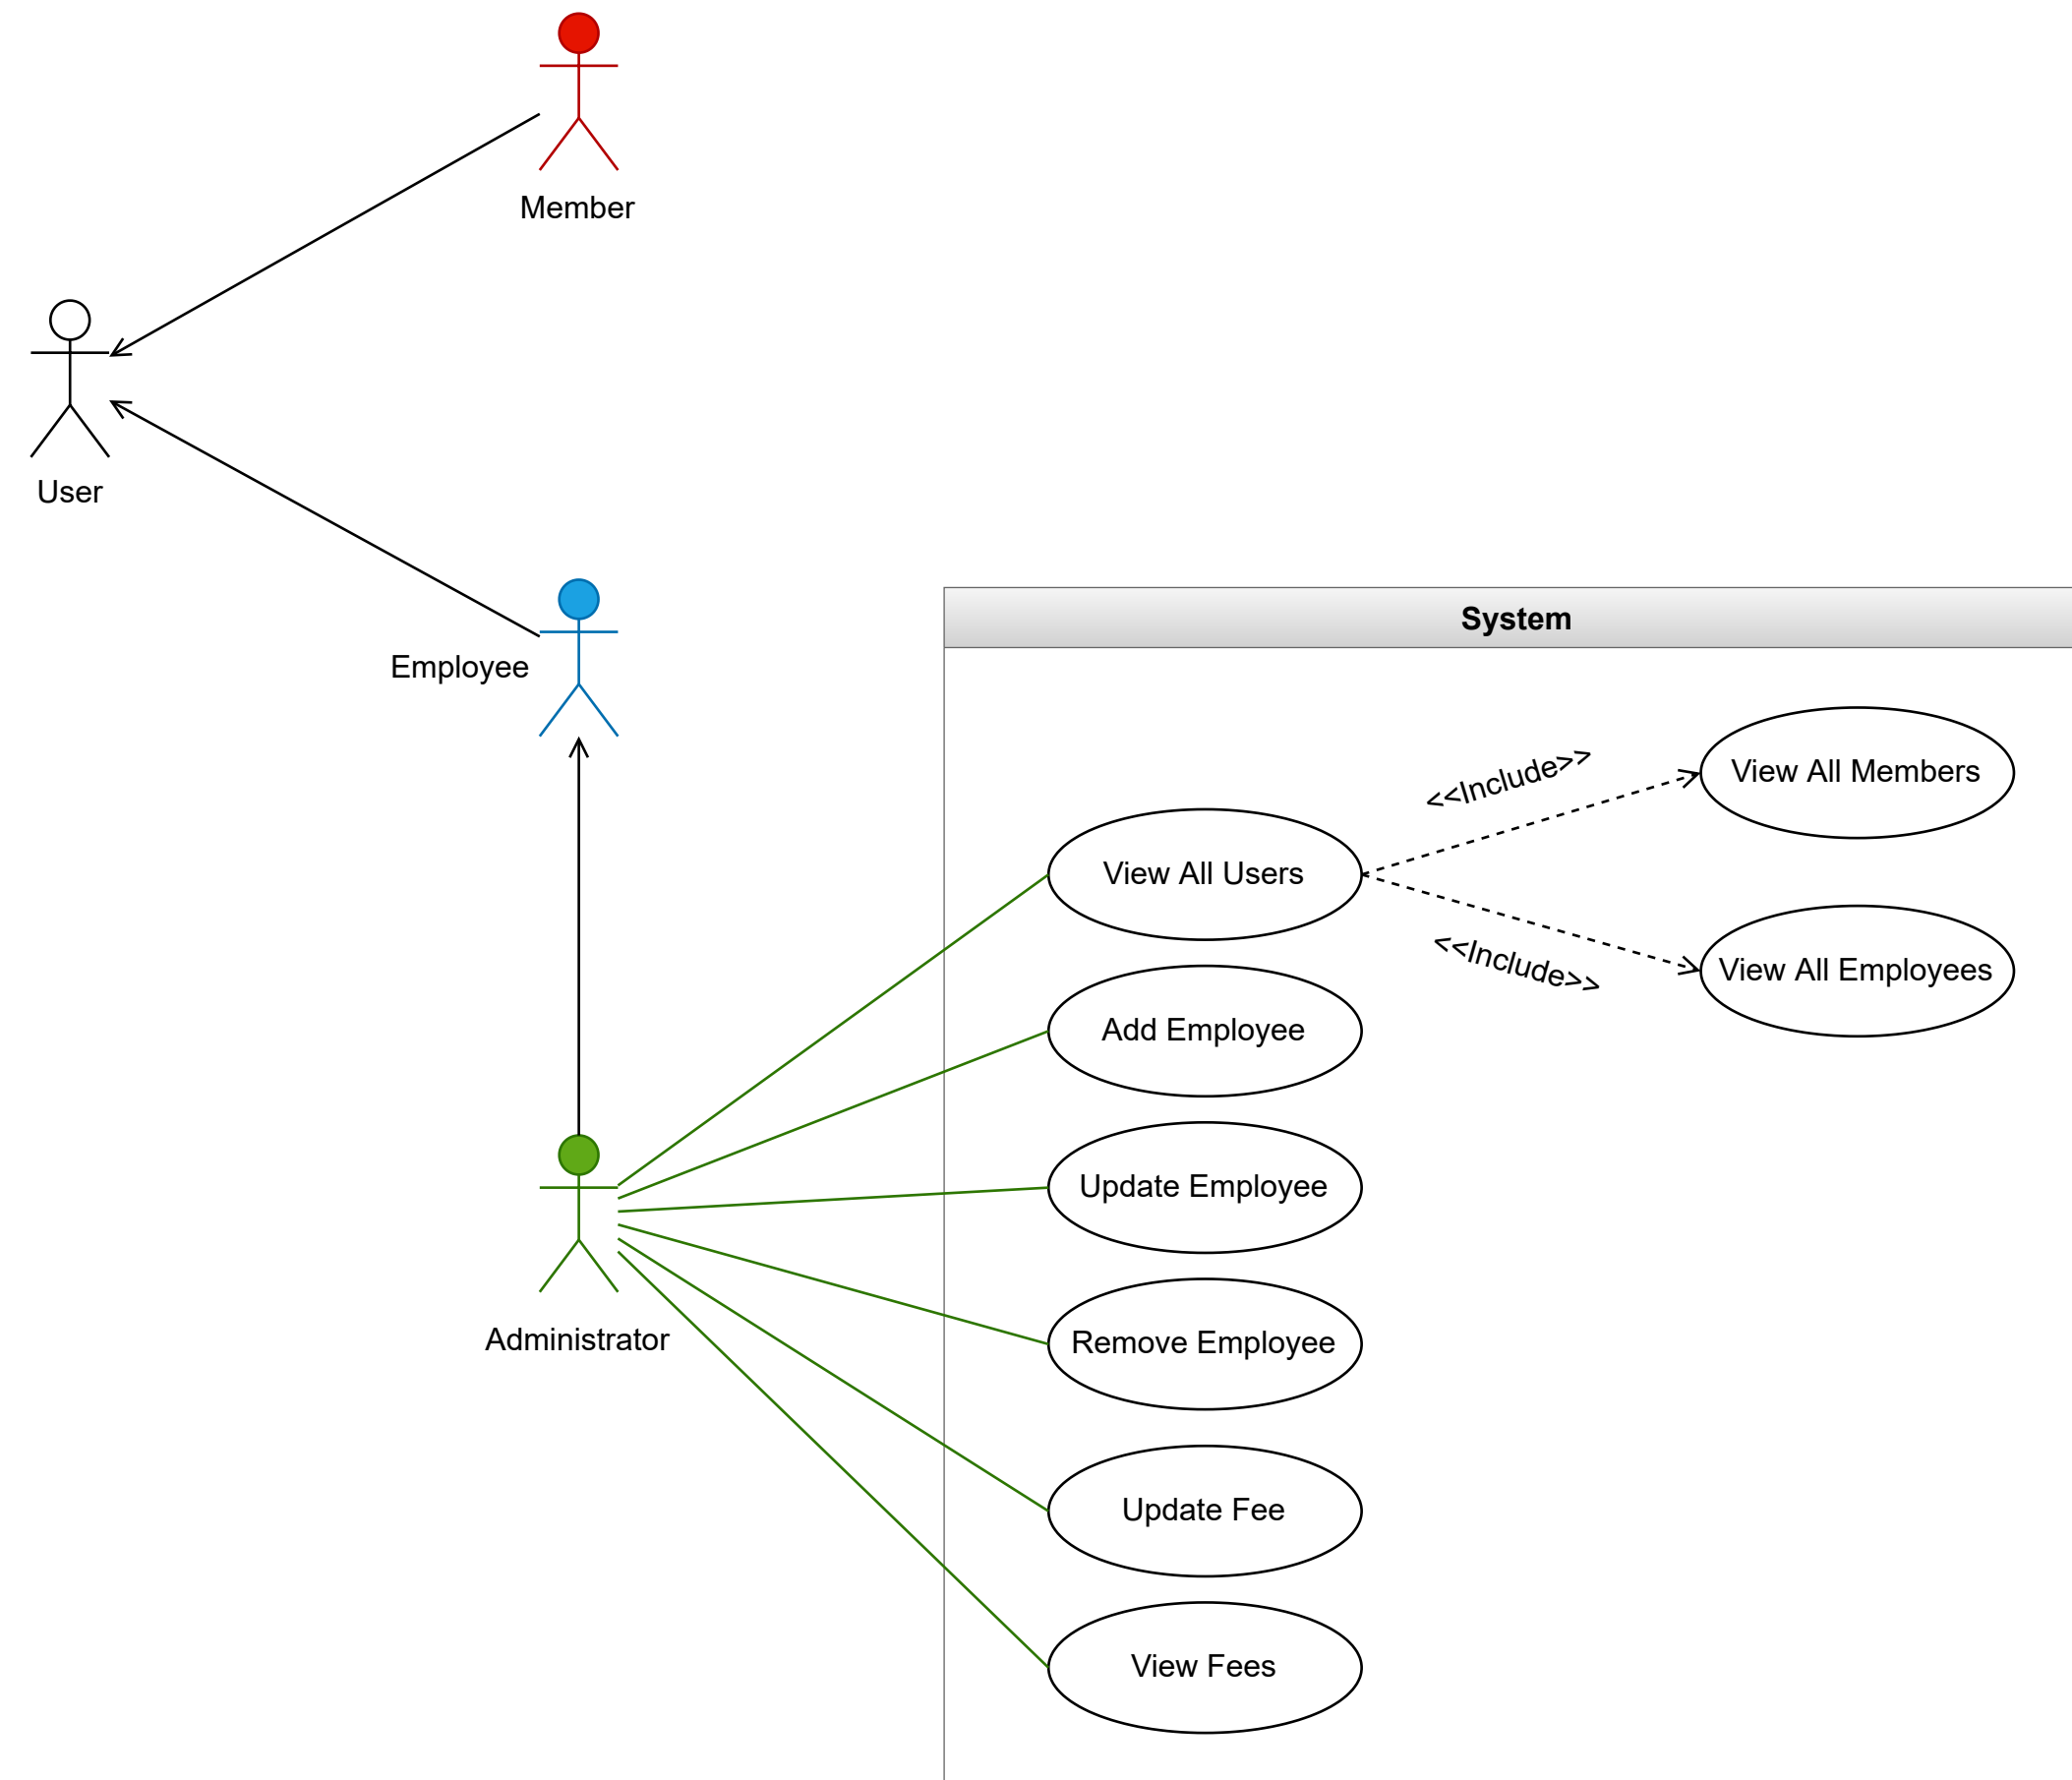 Member
User
Employee
System
<<Include>>
View All Members
View All Users
<<Include>>
View All Employees
Add Employee
Update Employee
Administrator
Remove Employee
Update Fee
View Fees